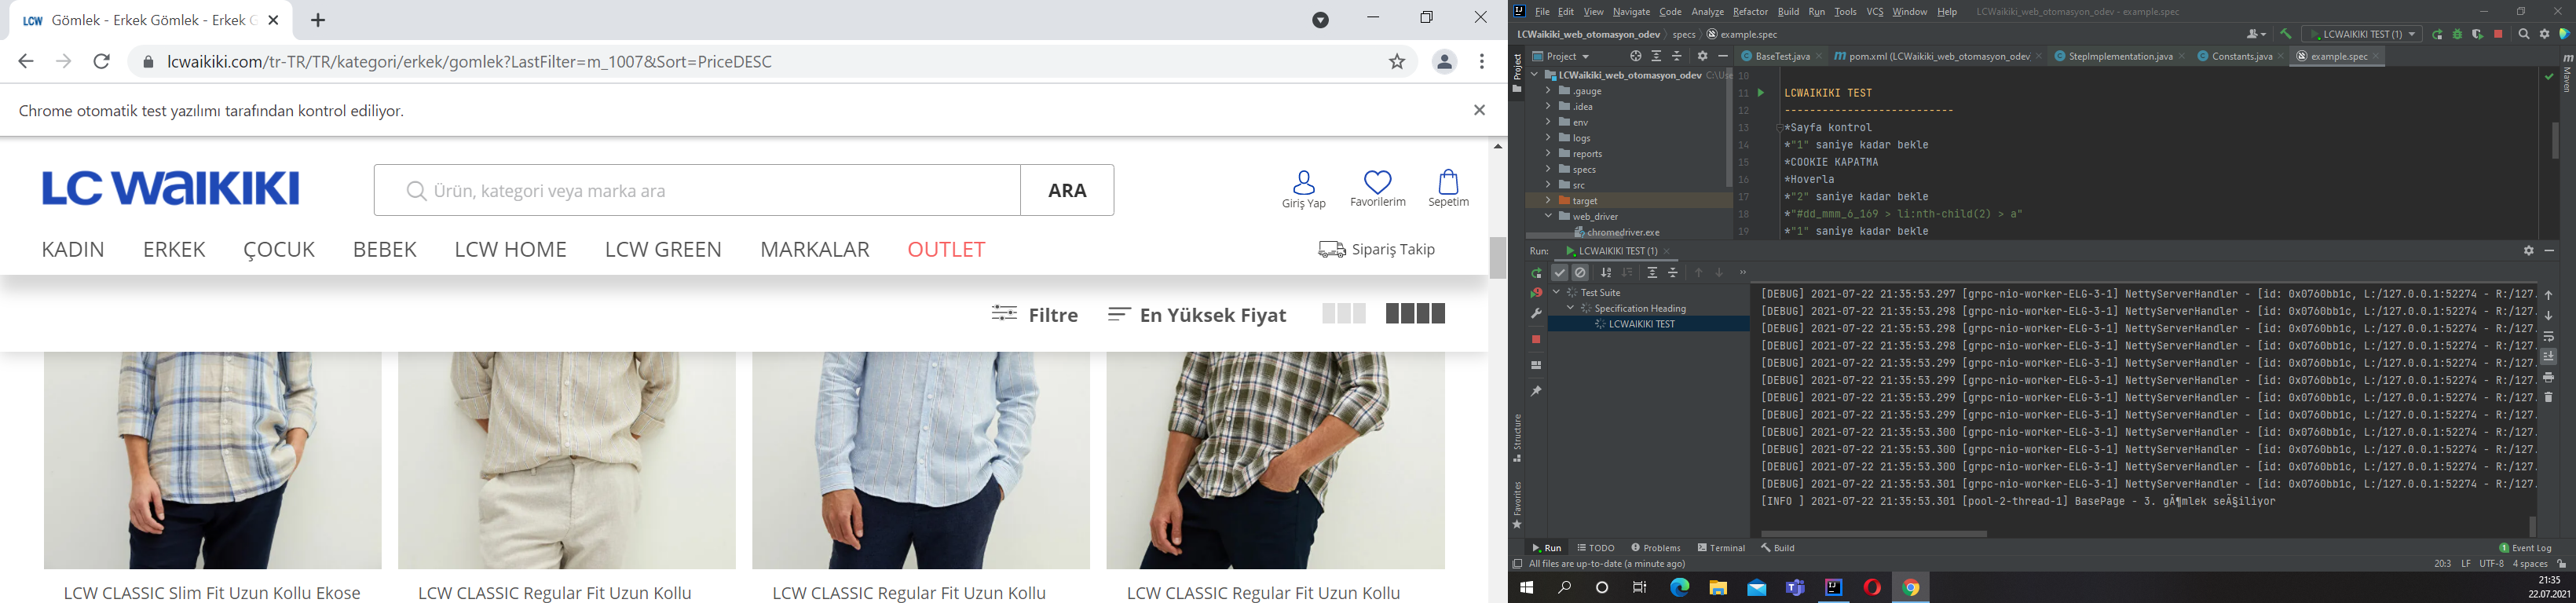 LCW Gömlek - Erkek Gömlek - Erkek G
lcwaikiki.com/tr-TR/TR/kategori/erkek/gomlek?LastFilter=m_1007&Sort=PriceDESC
Chrome otomatik test yazılımı tarafından kontrol ediliyor.
LC WAIKIKI
Ürün, kategori veya marka ara
ARA
Giriş Yap
Favorilerim
Sepetim
KADIN ERKEK ÇOCUK BEBEK LCW HOME LCW GREEN MARKALAR OUTLET
Sipariş Takip
Filtre
En Yüksek Fiyat
LCW CLASSIC Slim Fit Uzun Kollu Ekose
LCW CLASSIC Regular Fit Uzun Kollu
LCW CLASSIC Regular Fit Uzun Kollu
LCW CLASSIC Regular Fit Uzun Kollu
File Edit View Navigate Code Analyze Refactor Build Run Tools VCS Window Help LCWaikiki_web_otomasyon_odev - example.spec
LCWaikiki_web_otomasyon_odev specs example.spec
LCWAIKIKI TEST (1)
Project
BaseTest.java pom.xml (LCWaikiki_web_otomasyon_odev) StepImplementation.java Constants.java example.spec
Project
Maven
LCWaikiki_web_otomasyon_odev C:\Use
.gauge
.idea
env
logs
reports
specs
src
target
web_driver
chromedriver.exe
10
11 LCWAIKIKI TEST
12 ---------------------------
13 *Sayfa kontrol
14 *"1" saniye kadar bekle
15 *COOKIE KAPATMA
16 *Hoverla
17 *"2" saniye kadar bekle
18 *"#dd_mmm_6_169 > li:nth-child(2) > a"
19 *"1" saniye kadar bekle
Run: LCWAIKIKI TEST (1)
Test Suite
Specification Heading
LCWAIKIKI TEST
[DEBUG] 2021-07-22 21:35:53.297 [grpc-nio-worker-ELG-3-1] NettyServerHandler - [id: 0x0760bb1c, L:/127.0.0.1:52274 - R:/127.
[DEBUG] 2021-07-22 21:35:53.298 [grpc-nio-worker-ELG-3-1] NettyServerHandler - [id: 0x0760bb1c, L:/127.0.0.1:52274 - R:/127.
[DEBUG] 2021-07-22 21:35:53.298 [grpc-nio-worker-ELG-3-1] NettyServerHandler - [id: 0x0760bb1c, L:/127.0.0.1:52274 - R:/127.
[DEBUG] 2021-07-22 21:35:53.298 [grpc-nio-worker-ELG-3-1] NettyServerHandler - [id: 0x0760bb1c, L:/127.0.0.1:52274 - R:/127.
[DEBUG] 2021-07-22 21:35:53.299 [grpc-nio-worker-ELG-3-1] NettyServerHandler - [id: 0x0760bb1c, L:/127.0.0.1:52274 - R:/127.
[DEBUG] 2021-07-22 21:35:53.299 [grpc-nio-worker-ELG-3-1] NettyServerHandler - [id: 0x0760bb1c, L:/127.0.0.1:52274 - R:/127.
[DEBUG] 2021-07-22 21:35:53.299 [grpc-nio-worker-ELG-3-1] NettyServerHandler - [id: 0x0760bb1c, L:/127.0.0.1:52274 - R:/127.
[DEBUG] 2021-07-22 21:35:53.299 [grpc-nio-worker-ELG-3-1] NettyServerHandler - [id: 0x0760bb1c, L:/127.0.0.1:52274 - R:/127.
[DEBUG] 2021-07-22 21:35:53.300 [grpc-nio-worker-ELG-3-1] NettyServerHandler - [id: 0x0760bb1c, L:/127.0.0.1:52274 - R:/127.
[DEBUG] 2021-07-22 21:35:53.300 [grpc-nio-worker-ELG-3-1] NettyServerHandler - [id: 0x0760bb1c, L:/127.0.0.1:52274 - R:/127.
[DEBUG] 2021-07-22 21:35:53.300 [grpc-nio-worker-ELG-3-1] NettyServerHandler - [id: 0x0760bb1c, L:/127.0.0.1:52274 - R:/127.
[DEBUG] 2021-07-22 21:35:53.301 [grpc-nio-worker-ELG-3-1] NettyServerHandler - [id: 0x0760bb1c, L:/127.0.0.1:52274 - R:/127.
[INFO ] 2021-07-22 21:35:53.301 [pool-2-thread-1] BasePage - 3. gÃ¶mlek seÃ§iliyor
Structure
Favorites
Run TODO Problems Terminal Build
1 Event Log
All files are up-to-date (a minute ago)
20:3 LF UTF-8 4 spaces
21:35
22.07.2021